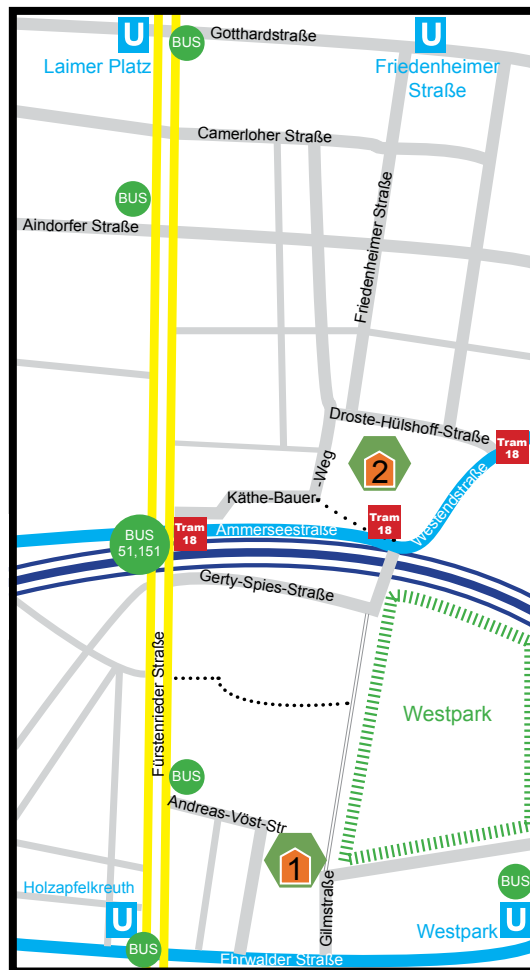 U
U
BUS
Gotthardstraße
Laimer Platz
Friedenheimer
Straße
Camerloher Straße
BUS
Aindorfer Straße
Friedenheimer Straße
Droste-Hülshoff-Straße
Tram
18
-Weg
2
Käthe-Bauer
Westendstraße
Tram
18
Ammerseestraße
Tram
18
BUS
51,151
Gerty-Spies-Straße
Fürstenrieder Straße
Westpark
BUS
Andreas-Vöst-Str
1
Gilmstraße
Holzapfelkreuth
U
BUS
BUS
Westpark
U
Ehrwalder Straße